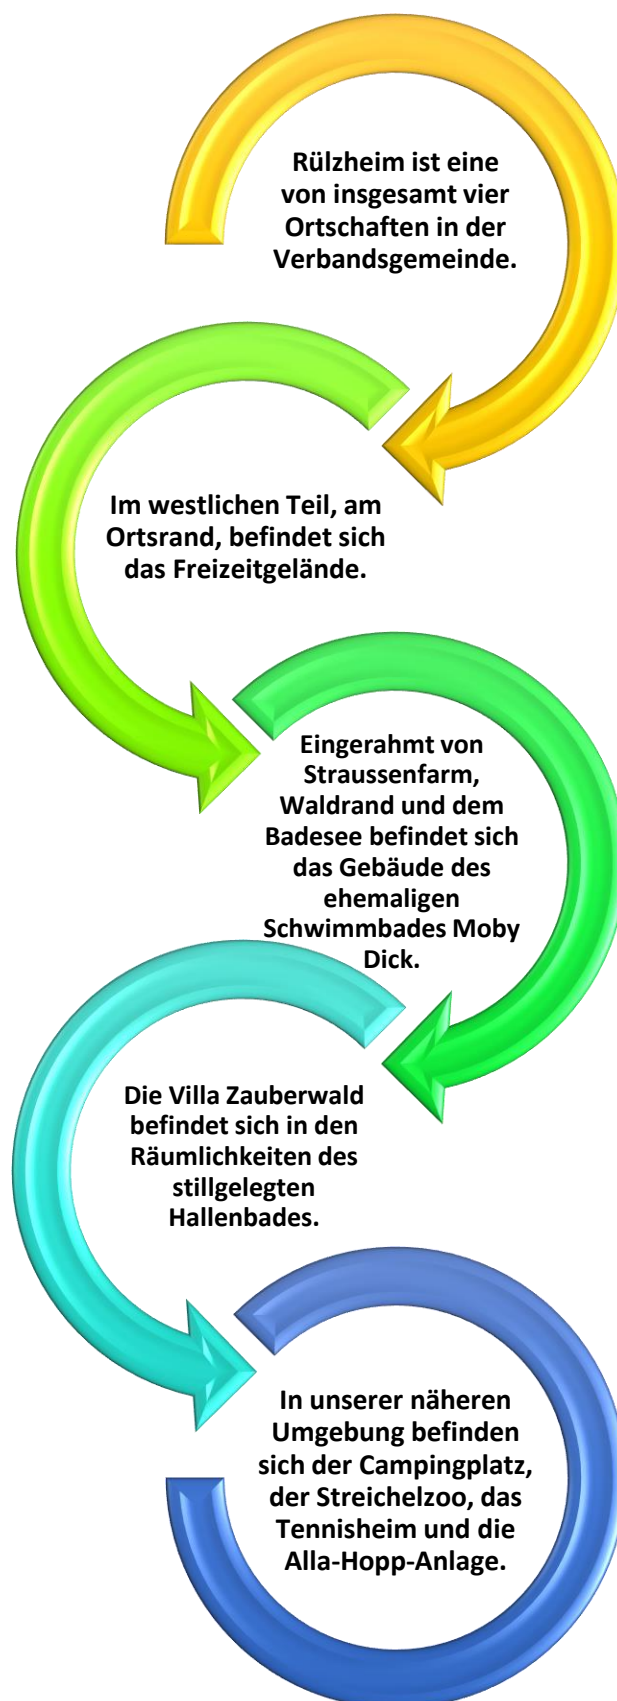 Rülzheim ist eine
von insgesamt vier
Ortschaften in der
Verbandsgemeinde.
Im westlichen Teil, am
Ortsrand, befindet sich
das Freizeitgelände.
Eingerahmt von
Straussenfarm,
Waldrand und dem
Badesee befindet sich
das Gebäude des
ehemaligen
Schwimmbades Moby
Dick.
Die Villa Zauberwald
befindet sich in den
Räumlichkeiten des
stillgelegten
Hallenbades.
In unserer näheren
Umgebung befinden
sich der Campingplatz,
der Streichelzoo, das
Tennisheim und die
Alla-Hopp-Anlage.